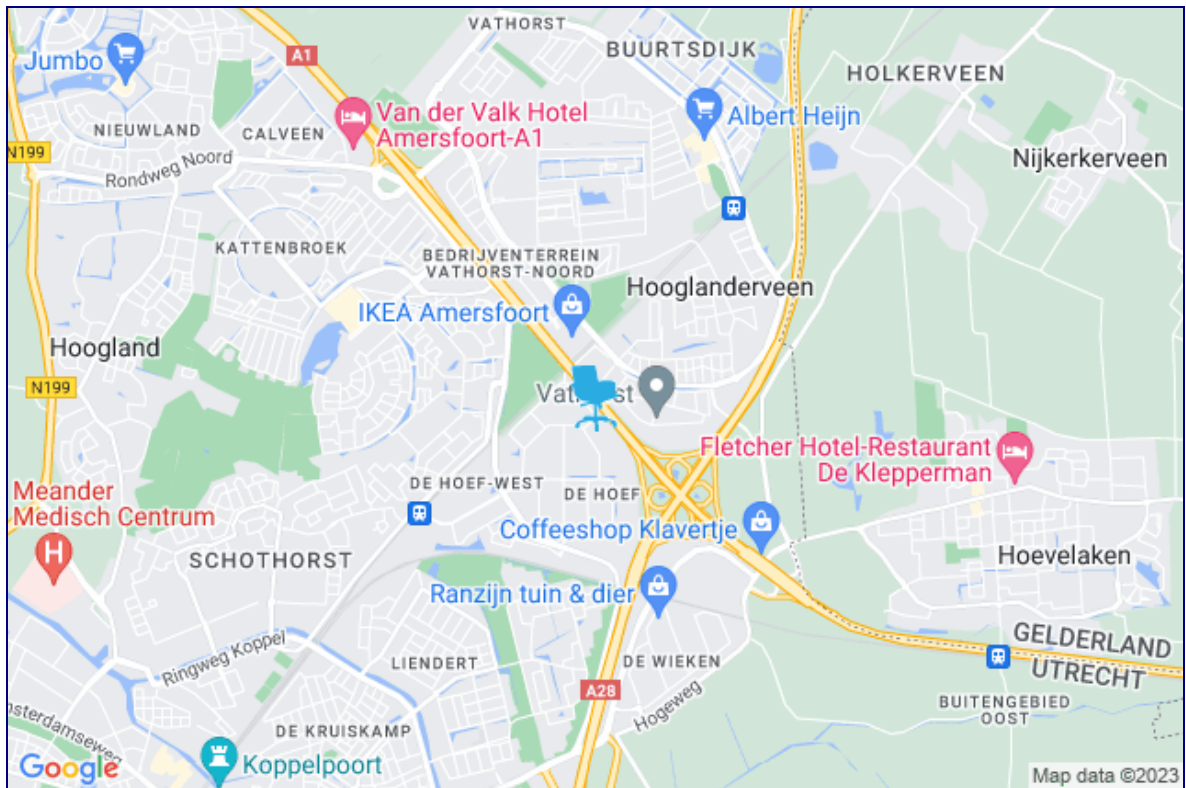 VATHORST
BUURTSDIJK
A1
Jumbo
HOLKERVEEN
Van der Valk Hotel
Amersfoort-A1
Albert Heijn
NIEUWLAND
CALVEEN
N199
Rondweg Noord
Nijkerkerveen
KATTENBROEK
BEDRIJVENTERREIN
VATHORST-NOORD
Hooglanderveen
IKEA Amersfoort
Hoogland
N199
Fletcher Hotel-Restaurant
De Klepperman
DE HOEF-WEST
DE HOEF
Meander
Medisch Centrum
H
Coffeeshop Klavertje
SCHOTHORST
Hoevelaken
Ranzijn tuin & dier
GELDERLAND
UTRECHT
Ringweg Koppel
LIENDERT
DE WIEKEN
A28
Hogeweg
BUITENGEBIED
OOST
DE KRUISKAMP
Koppelpoort
Google
Map data ©2023